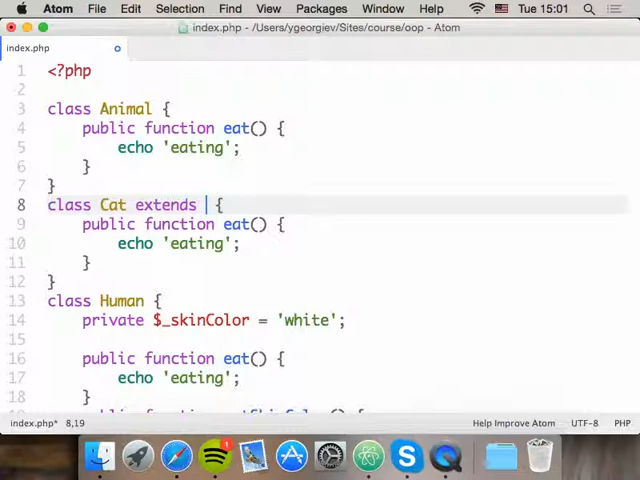 Atom File Edit Selection Find View Packages Window Help Tue 15:01
index.php - /Users/ygeorgiev/Sites/course/oop - Atom
index.php
1 <?php
2
3 class Animal {
4 public function eat() {
5 echo 'eating';
6 }
7 }
8 class Cat extends {
9 public function eat() {
10 echo 'eating';
11 }
12 }
13 class Human {
14 private $_skinColor = 'white';
15
16 public function eat() {
17 echo 'eating';
18 }
index.php* 8,19 Help Improve Atom UTF-8 PHP
1